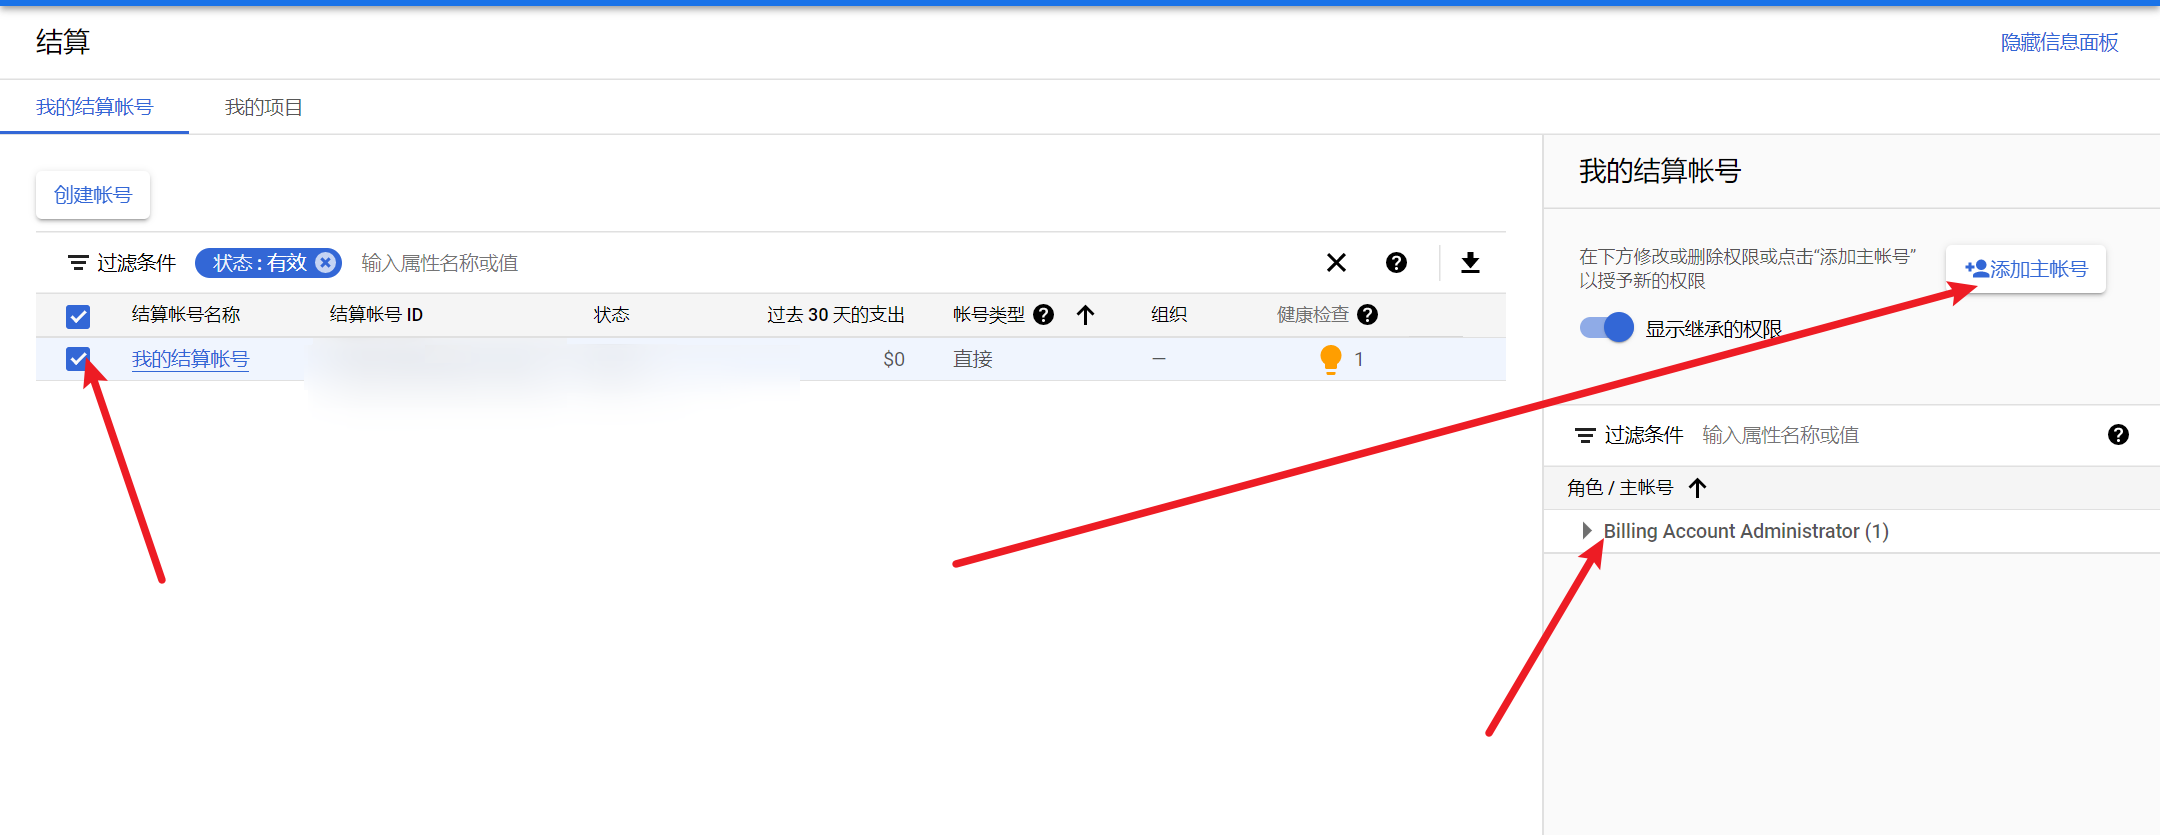 结算
隐藏信息面板
我的结算帐号
我的项目
创建帐号
过滤条件 状态 : 有效 输入属性名称或值
结算帐号名称 结算帐号 ID 状态 过去 30 天的支出 帐号类型 组织 健康检查
我的结算帐号 $0 直接 — 1
我的结算帐号
在下方修改或删除权限或点击“添加主帐号”
以授予新的权限
添加主帐号
显示继承的权限
过滤条件 输入属性名称或值
角色 / 主帐号
Billing Account Administrator (1)